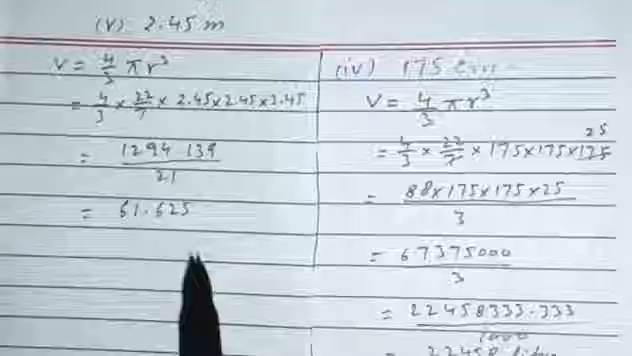 (v) 2.45 m
V = 4/3 πr³
= 4/3 × 22/7 × 2.45×2.45×2.45
= 1294.139/21
= 61.625
(iv) 175 cm
V = 4/3 πr³
= 4/3 × 22/7 × 175×175×175 25
= 88×175×175×25/3
= 67375000/3
= 22458333.333/1000
= 22458